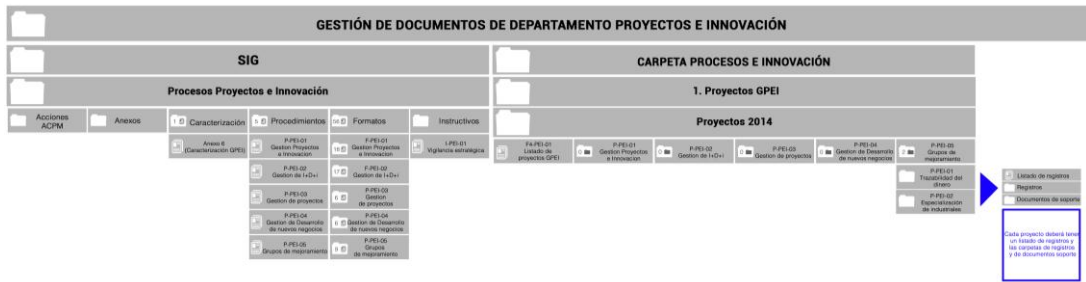 GESTIÓN DE DOCUMENTOS DE DEPARTAMENTO PROYECTOS E INNOVACIÓN
SIG
CARPETA PROCESOS E INNOVACIÓN
Procesos Proyectos e Innovación
1. Proyectos GPEI
Proyectos 2014
Acciones
ACPM
Anexos
Caracterización
Procedimientos
Formatos
Instructivos
Anexo 6
(Caracterización GPEI)
P-PEI-01
Gestion Proyectos
e Innovacion
P-PEI-02
Gestion de I+D+i
P-PEI-03
Gestion de proyectos
P-PEI-04
Gestion de Desarrollo
de nuevos negocios
P-PEI-05
Grupos de mejoramiento
F-PEI-01
Gestion Proyectos
e Innovacion
F-PEI-02
Gestion de I+D+i
P-PEI-03
Gestion
de proyectos
P-PEI-04
Gestion de Desarrollo
de nuevos negocios
P-PEI-05
Grupos
de mejoramiento
I-PEI-01
Vigilancia estratégica
F4-PEI-01
Listado de
proyectos GPEI
P-PEI-01
Gestion Proyectos
e Innovacion
P-PEI-02
Gestion de I+D+i
P-PEI-03
Gestion de proyectos
P-PEI-04
Gestion de Desarrollo
de nuevos negocios
P-PEI-05
Grupos de
mejoramiento
P-PEI-01
Trazabilidad del
dinero
P-PEI-02
Especialización
de industriales
Listado de registros
Registros
Documentos de soporte
Cada proyecto deberá tener
un listado de registros y
las carpetas de registros
y de documentos soporte